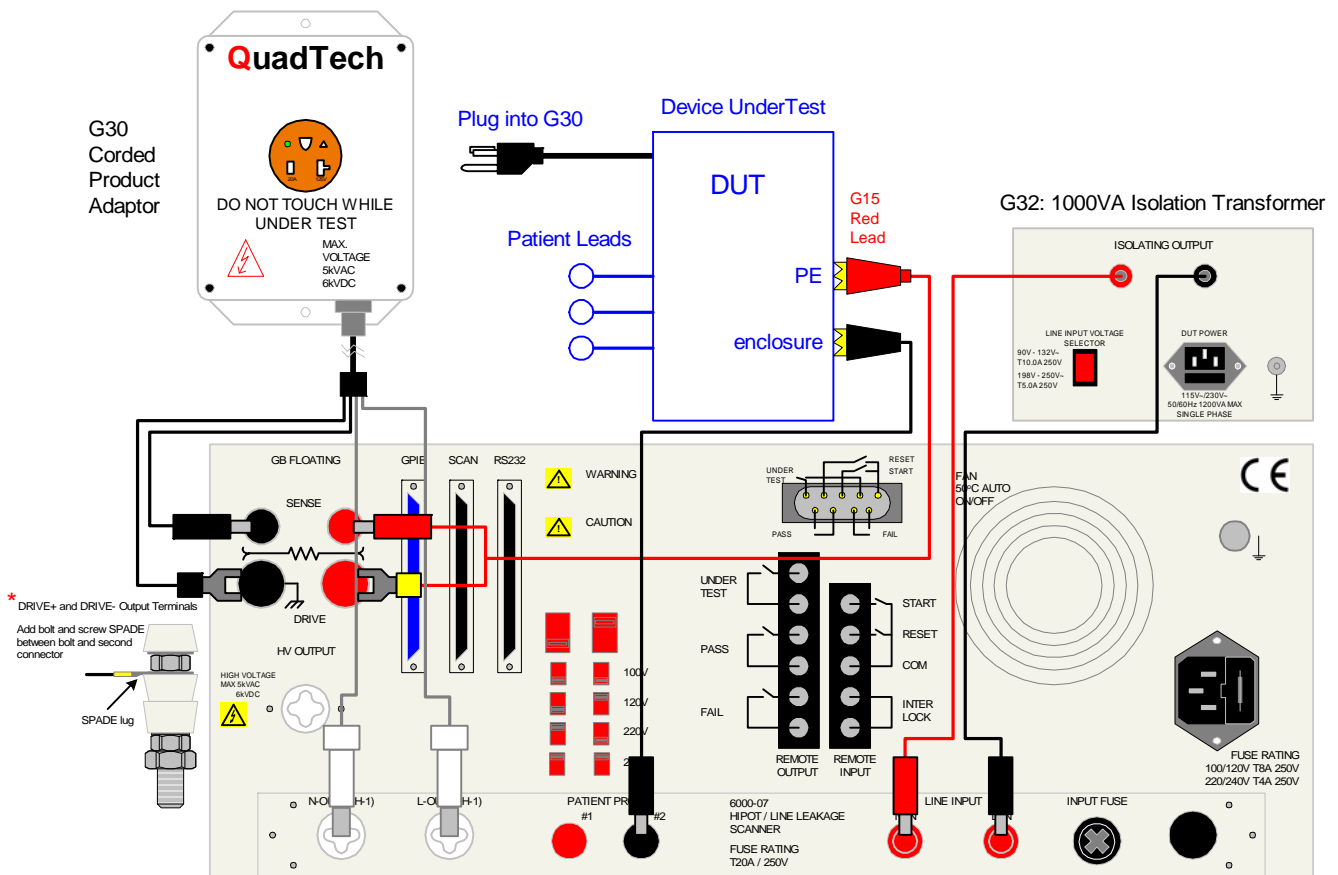 QuadTech
G30
Corded
Product
Adaptor
20A
125V
DO NOT TOUCH WHILE
UNDER TEST
MAX.
VOLTAGE
5kVAC
6kVDC
Plug into G30
Device UnderTest
DUT
Patient Leads
PE
enclosure
G15
Red
Lead
G32: 1000VA Isolation Transformer
ISOLATING OUTPUT
LINE INPUT VOLTAGE
SELECTOR
90V - 132V~
T10.0A 250V
198V - 250V~
T5.0A 250V
DUT POWER
115V~/230V~
50/60Hz 1200VA MAX
SINGLE PHASE
GB FLOATING
GPIB
SCAN
RS232
WARNING
CAUTION
SENSE
DRIVE
UNDER
TEST
RESET
START
PASS
FAIL
FAN
50°C AUTO
ON/OFF
CE
*DRIVE+ and DRIVE- Output Terminals
Add bolt and screw SPADE
between bolt and second
connector
SPADE lug
HV OUTPUT
HIGH VOLTAGE
MAX 5kVAC
6kVDC
100V
120V
220V
UNDER
TEST
PASS
FAIL
START
RESET
COM
INTER
LOCK
REMOTE
OUTPUT
REMOTE
INPUT
FUSE RATING
100/120V T8A 250V
220/240V T4A 250V
PATIENT
#1
#2
6000-07
HIPOT / LINE LEAKAGE
SCANNER
FUSE RATING
T20A / 250V
LINE INPUT
INPUT FUSE